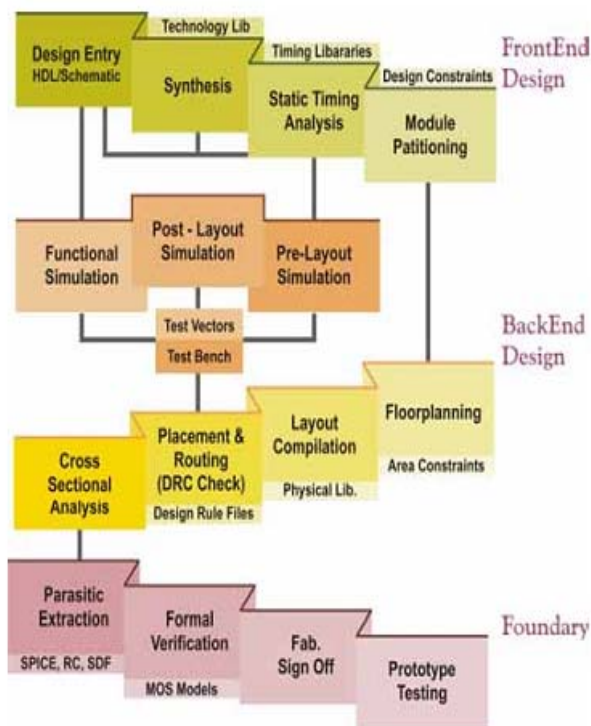 Design Entry
HDL/Schematic
Technology Lib
Synthesis
Timing Libararies
Static Timing
Analysis
Design Constraints
Module
Patitioning
FrontEnd
Design
Functional
Simulation
Post - Layout
Simulation
Pre-Layout
Simulation
Test Vectors
Test Bench
BackEnd
Design
Cross
Sectional
Analysis
Placement &
Routing
(DRC Check)
Design Rule Files
Layout
Compilation
Physical Lib.
Floorplanning
Area Constraints
Parasitic
Extraction
SPICE, RC, SDF
Formal
Verification
MOS Models
Fab.
Sign Off
Prototype
Testing
Foundary